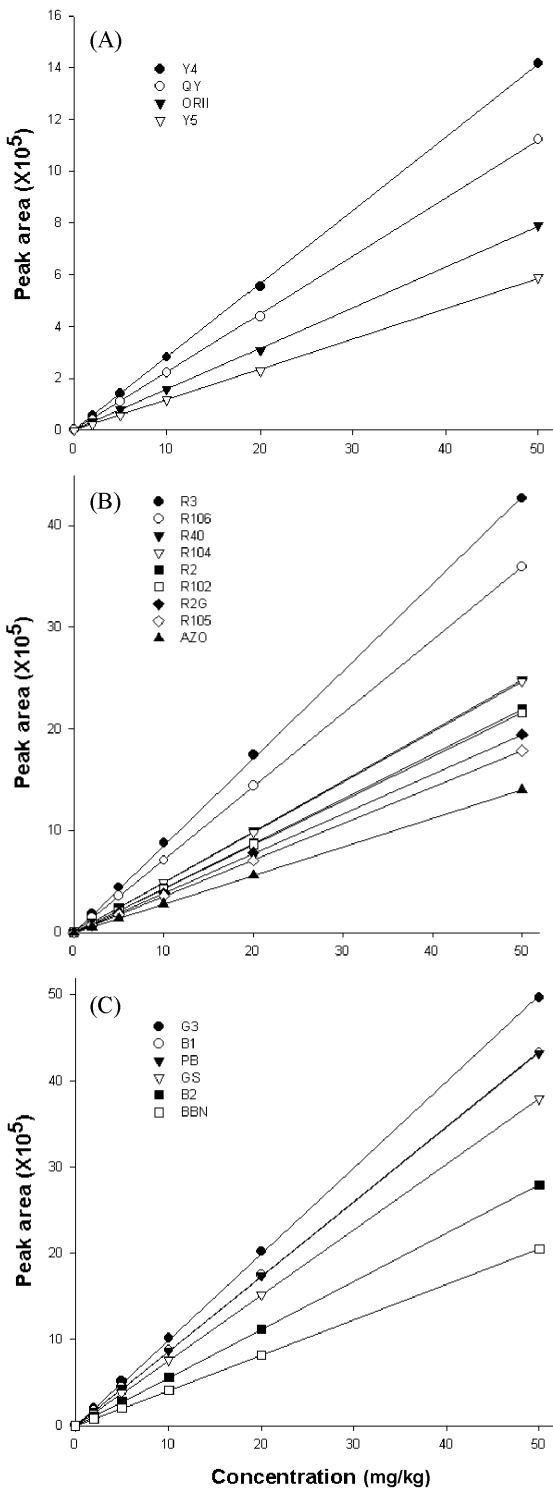 (A)
Y4
QY
ORII
Y5
Peak area (X10⁵)
16
14
12
10
8
6
4
2
0
0 10 20 30 40 50
(B)
R3
R106
R40
R104
R2
R102
R2G
R105
AZO
Peak area (X10⁵)
40
30
20
10
0
0 10 20 30 40 50
(C)
G3
B1
PB
GS
B2
BBN
Peak area (X10⁵)
50
40
30
20
10
0
0 10 20 30 40 50
Concentration (mg/kg)